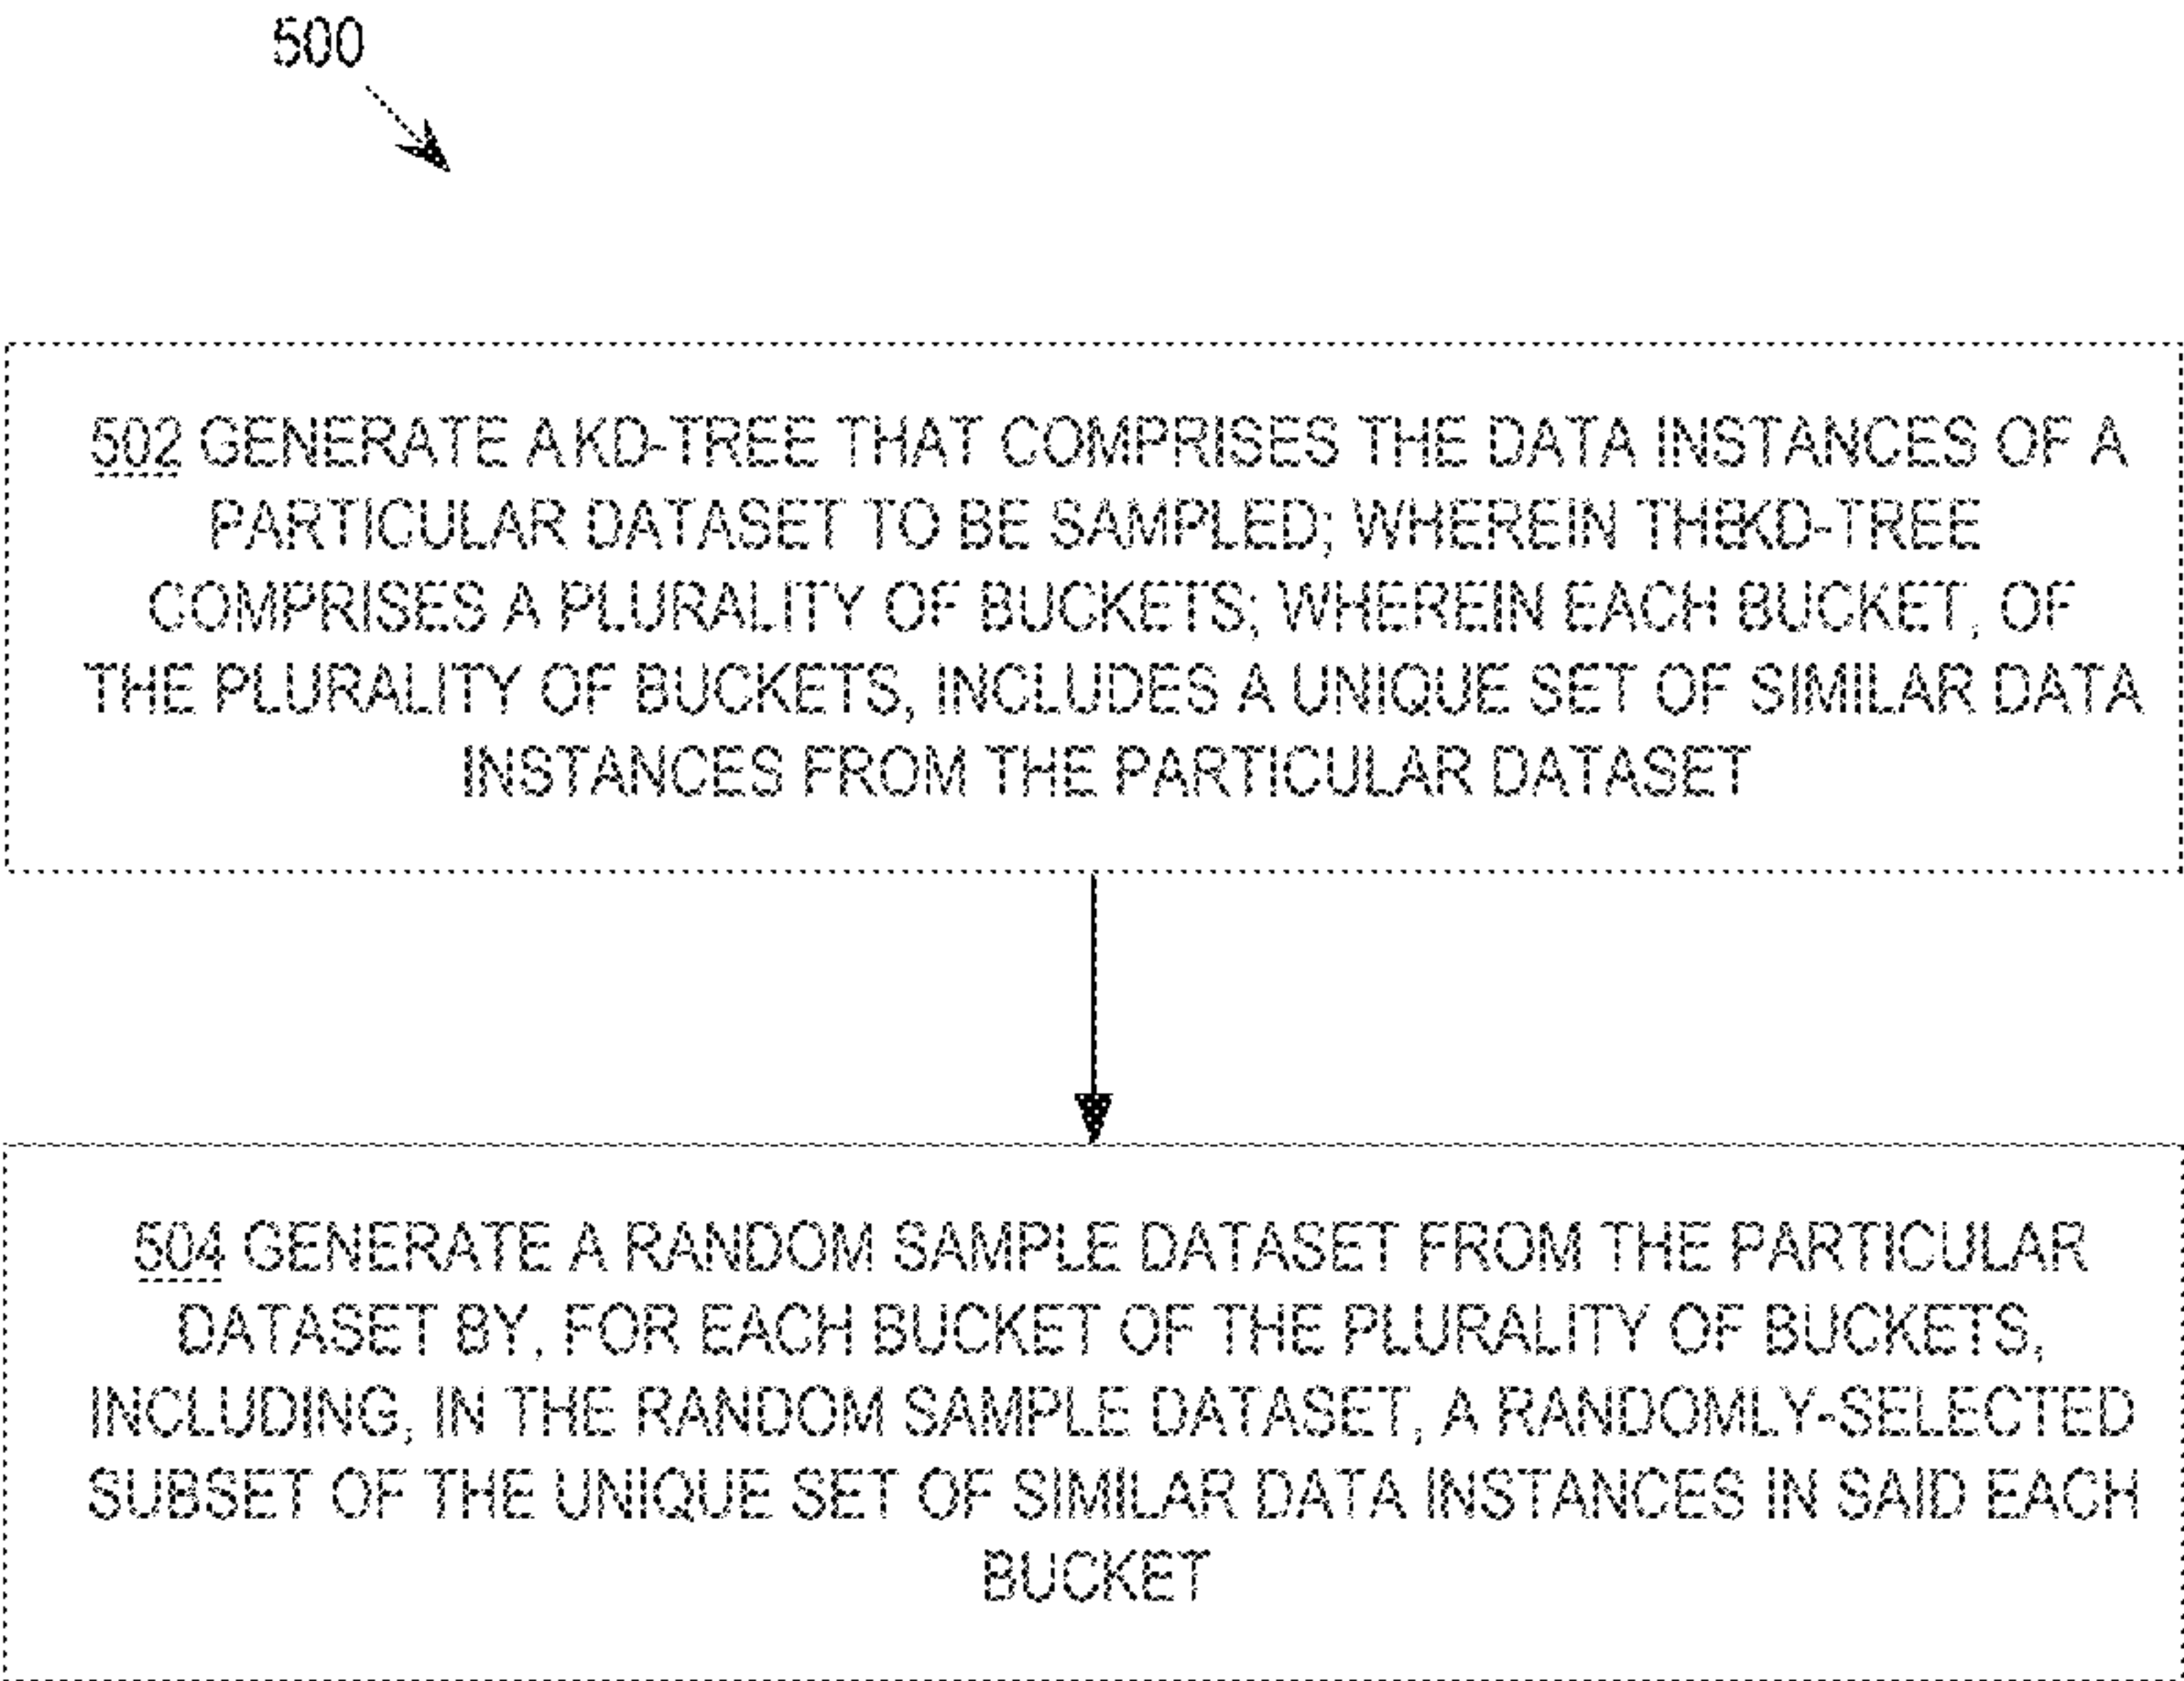 500
502 GENERATE A KD-TREE THAT COMPRISES THE DATA INSTANCES OF A
PARTICULAR DATASET TO BE SAMPLED; WHEREIN THE KD-TREE
COMPRISES A PLURALITY OF BUCKETS; WHEREIN EACH BUCKET, OF
THE PLURALITY OF BUCKETS, INCLUDES A UNIQUE SET OF SIMILAR DATA
INSTANCES FROM THE PARTICULAR DATASET
504 GENERATE A RANDOM SAMPLE DATASET FROM THE PARTICULAR
DATASET BY, FOR EACH BUCKET OF THE PLURALITY OF BUCKETS,
INCLUDING, IN THE RANDOM SAMPLE DATASET, A RANDOMLY-SELECTED
SUBSET OF THE UNIQUE SET OF SIMILAR DATA INSTANCES IN SAID EACH
BUCKET